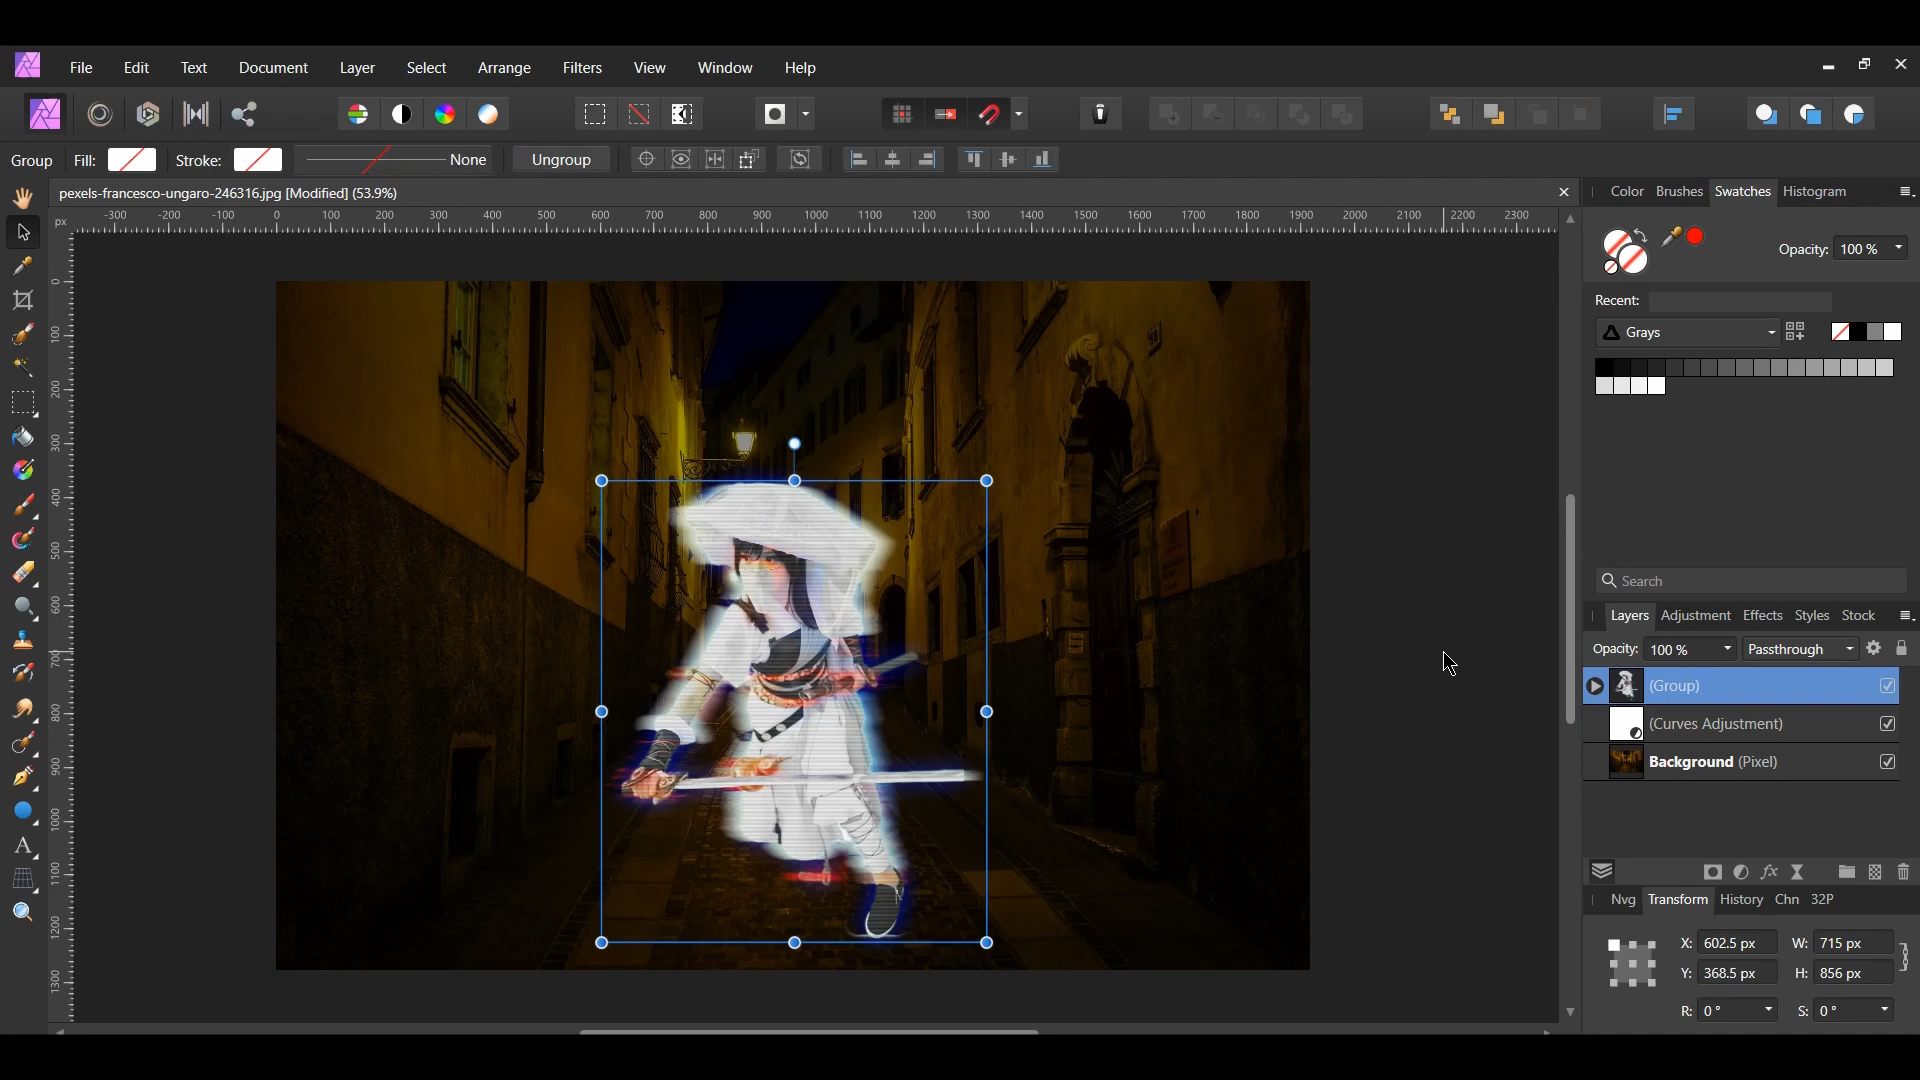 File Edit Text Document Layer Select Arrange Filters View Window Help
Group Fill: Stroke: None Ungroup
pexels-francesco-ungaro-246316.jpg [Modified] (53.9%)
Color Brushes Swatches Histogram
px -300 -200 -100 0 100 200 300 400 500 600 700 800 900 1000 1100 1200 1300 1400 1500 1600 1700 1800 1900 2000 2100 2200 2300
0
100
200
300
400
500
600
700
800
900
1000
1100
1200
1300
Opacity: 100 %
Recent:
Grays
Search
Layers Adjustment Effects Styles Stock
Opacity: 100 % Passthrough
(Group)
(Curves Adjustment)
Background (Pixel)
Nvg Transform History Chn 32P
X: 602.5 px W: 715 px
Y: 368.5 px H: 856 px
R: 0 ° S: 0 °